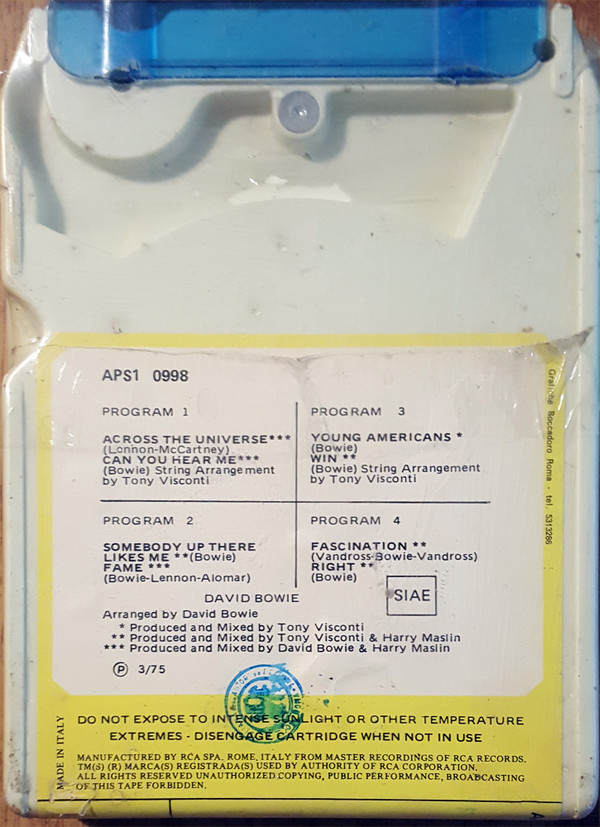 APS1 0998
PROGRAM 1
ACROSS THE UNIVERSE***
(Lonnon-McCartney)
CAN YOU HEAR ME***
(Bowie) String Arrangement
by Tony Visconti
PROGRAM 3
YOUNG AMERICANS *
(Bowie)
WIN **
(Bowie) String Arrangement
by Tony Visconti
PROGRAM 2
SOMEBODY UP THERE
LIKES ME **(Bowie)
FAME ***
(Bowie-Lennon-Alomar)
PROGRAM 4
FASCINATION **
(Vandross-Bowie-Vandross)
RIGHT **
(Bowie)
SIAE
DAVID BOWIE
Arranged by David Bowie
* Produced and Mixed by Tony Visconti
** Produced and Mixed by Tony Visconti & Harry Maslin
*** Produced and Mixed by David Bowie & Harry Maslin
Ⓟ 3/75
Boccadoro Roma - tel. 5313286
MADE IN ITALY
DO NOT EXPOSE TO INTENSE SUNLIGHT OR OTHER TEMPERATURE
EXTREMES - DISENGAGE CARTRIDGE WHEN NOT IN USE
MANUFACTURED BY RCA SPA. ROME, ITALY FROM MASTER RECORDINGS OF RCA RECORDS.
TM(S) (R) MARCA(S) REGISTRADA(S) USED BY AUTHORITY OF RCA CORPORATION.
ALL RIGHTS RESERVED UNAUTHORIZED COPYING, PUBLIC PERFORMANCE, BROADCASTING
OF THIS TAPE FORBIDDEN.